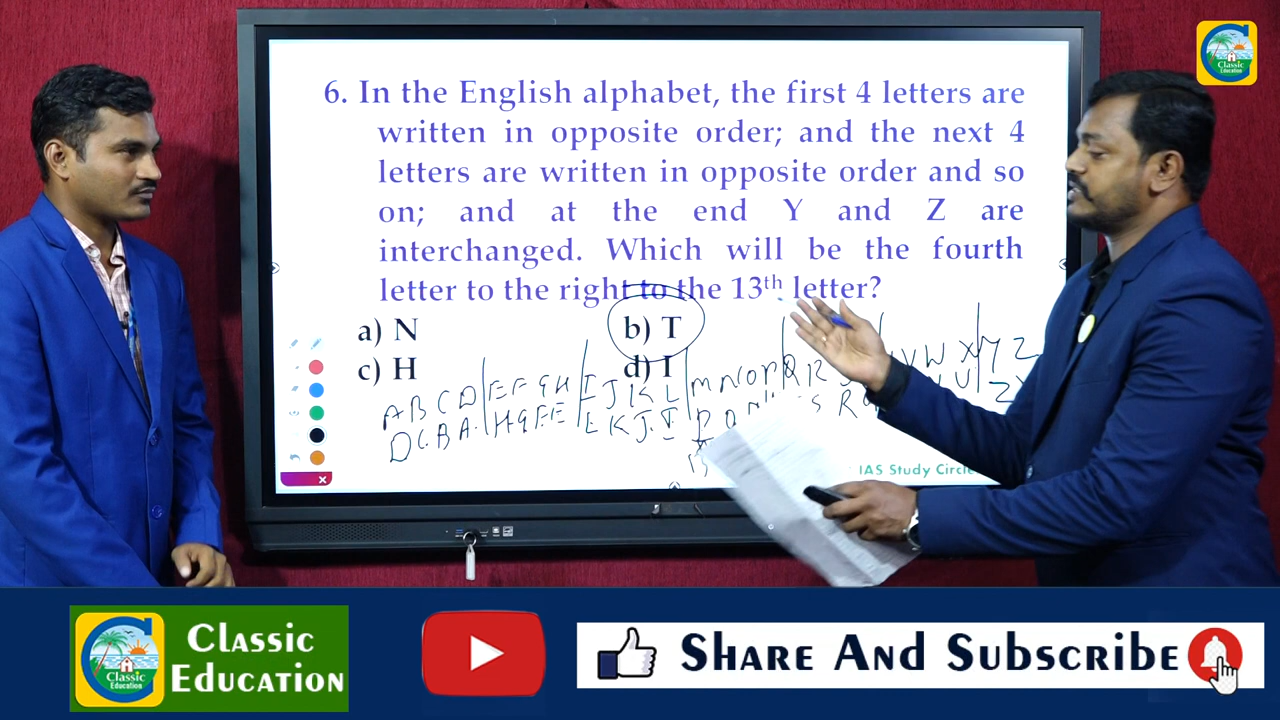 Classic
Education
6. In the English alphabet, the first 4 letters are
written in opposite order; and the next 4
letters are written in opposite order and so
on; and at the end Y and Z are
interchanged. Which will be the fourth
letter to the right to the 13th letter?
a) N b) T
c) H d) I
A B C D E F G H I J K L M N O P Q R V W X Y Z
D C B A H G F E L K J I P O N S R U Z
13
IAS Study Circle
Classic
Education
Classic
Education
Share And Subscribe